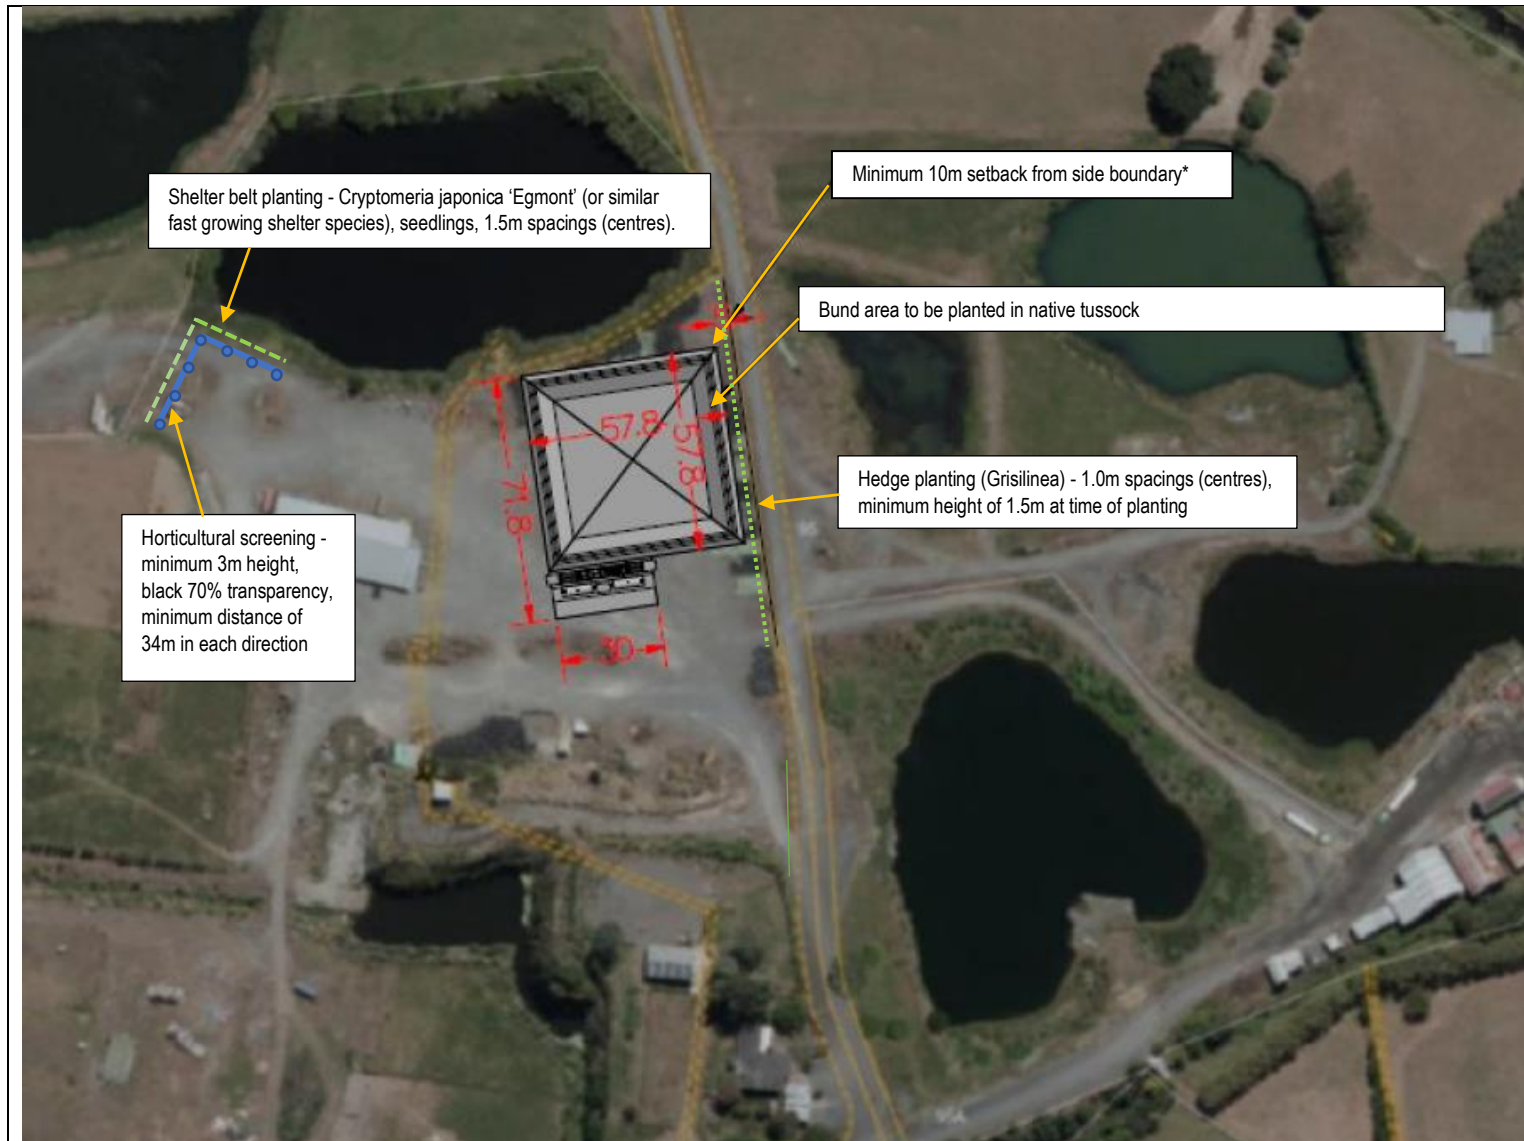 Minimum 10m setback from side boundary*
Shelter belt planting - Cryptomeria japonica ‘Egmont’ (or similar
fast growing shelter species), seedlings, 1.5m spacings (centres).
Bund area to be planted in native tussock
57.8
57.8
71.8
Hedge planting (Grisilinea) - 1.0m spacings (centres),
minimum height of 1.5m at time of planting
Horticultural screening -
minimum 3m height,
black 70% transparency,
minimum distance of
34m in each direction
30